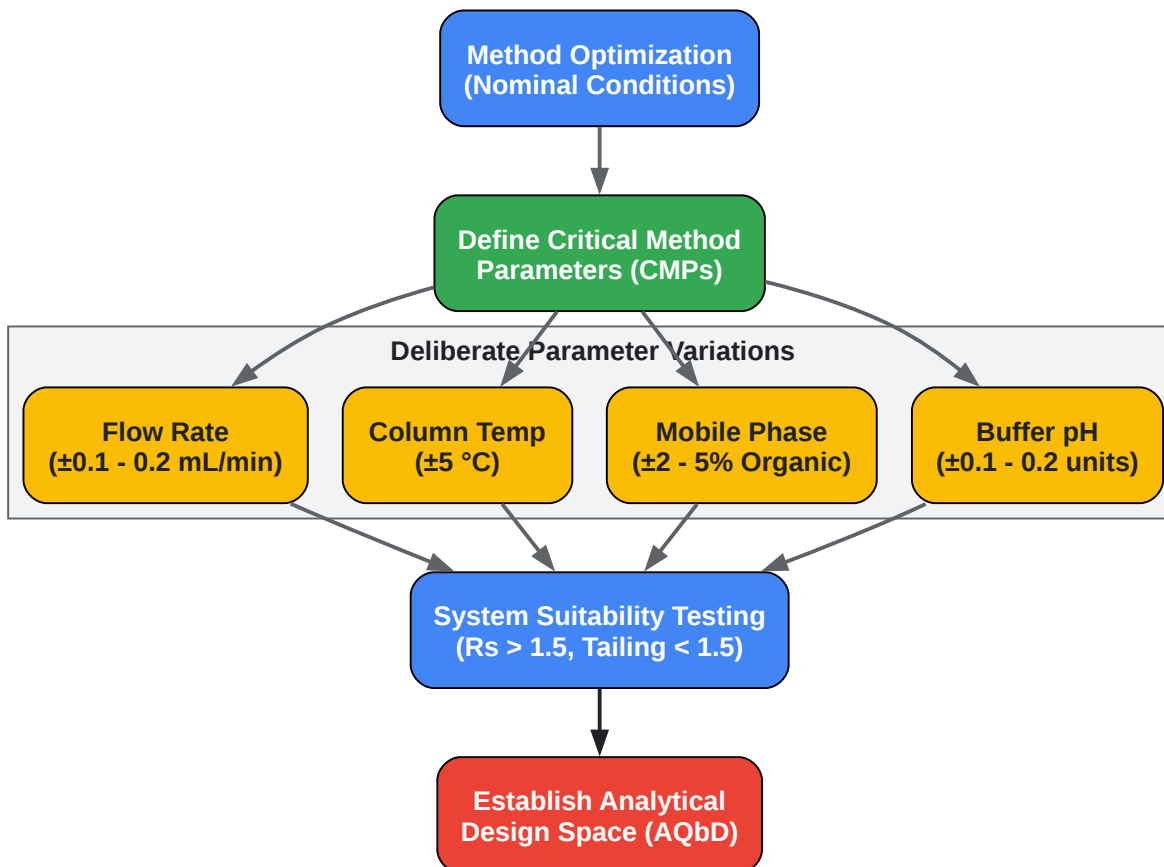 Method Optimization
(Nominal Conditions)
Define Critical Method
Parameters (CMPs)
Deliberate Parameter Variations
Flow Rate
(±0.1 - 0.2 mL/min)
Column Temp
(±5 °C)
Mobile Phase
(±2 - 5% Organic)
Buffer pH
(±0.1 - 0.2 units)
System Suitability Testing
(Rs > 1.5, Tailing < 1.5)
Establish Analytical
Design Space (AQbD)